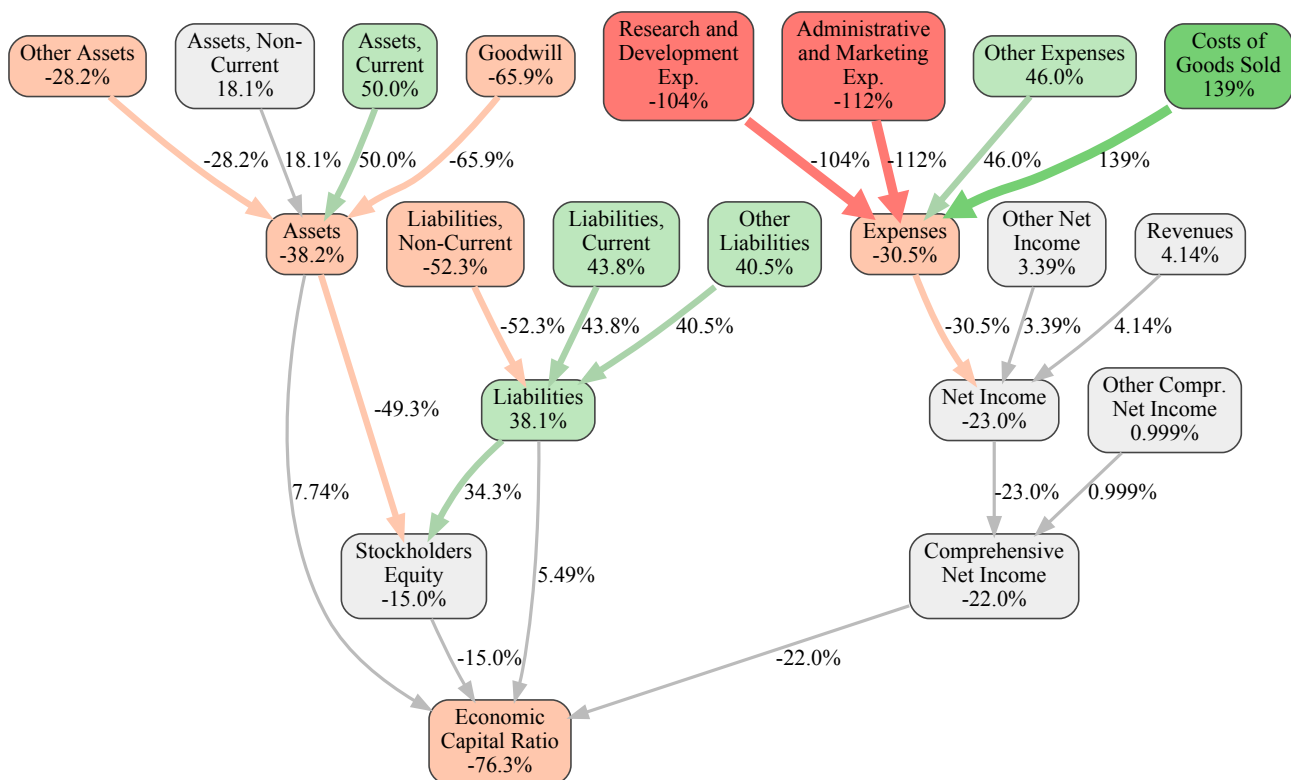 Other Assets
-28.2%
Assets, Non-
Current
18.1%
Assets,
Current
50.0%
Goodwill
-65.9%
Research and
Development
Exp.
-104%
Administrative
and Marketing
Exp.
-112%
Other Expenses
46.0%
Costs of
Goods Sold
139%
-28.2%
18.1%
50.0%
-65.9%
-104%
-112%
46.0%
139%
Assets
-38.2%
Liabilities,
Non-Current
-52.3%
Liabilities,
Current
43.8%
Other
Liabilities
40.5%
Expenses
-30.5%
Other Net
Income
3.39%
Revenues
4.14%
-52.3%
43.8%
40.5%
-30.5%
3.39%
4.14%
-49.3%
Liabilities
38.1%
Net Income
-23.0%
Other Compr.
Net Income
0.999%
7.74%
34.3%
-23.0%
0.999%
Stockholders
Equity
-15.0%
5.49%
Comprehensive
Net Income
-22.0%
-15.0%
-22.0%
Economic
Capital Ratio
-76.3%